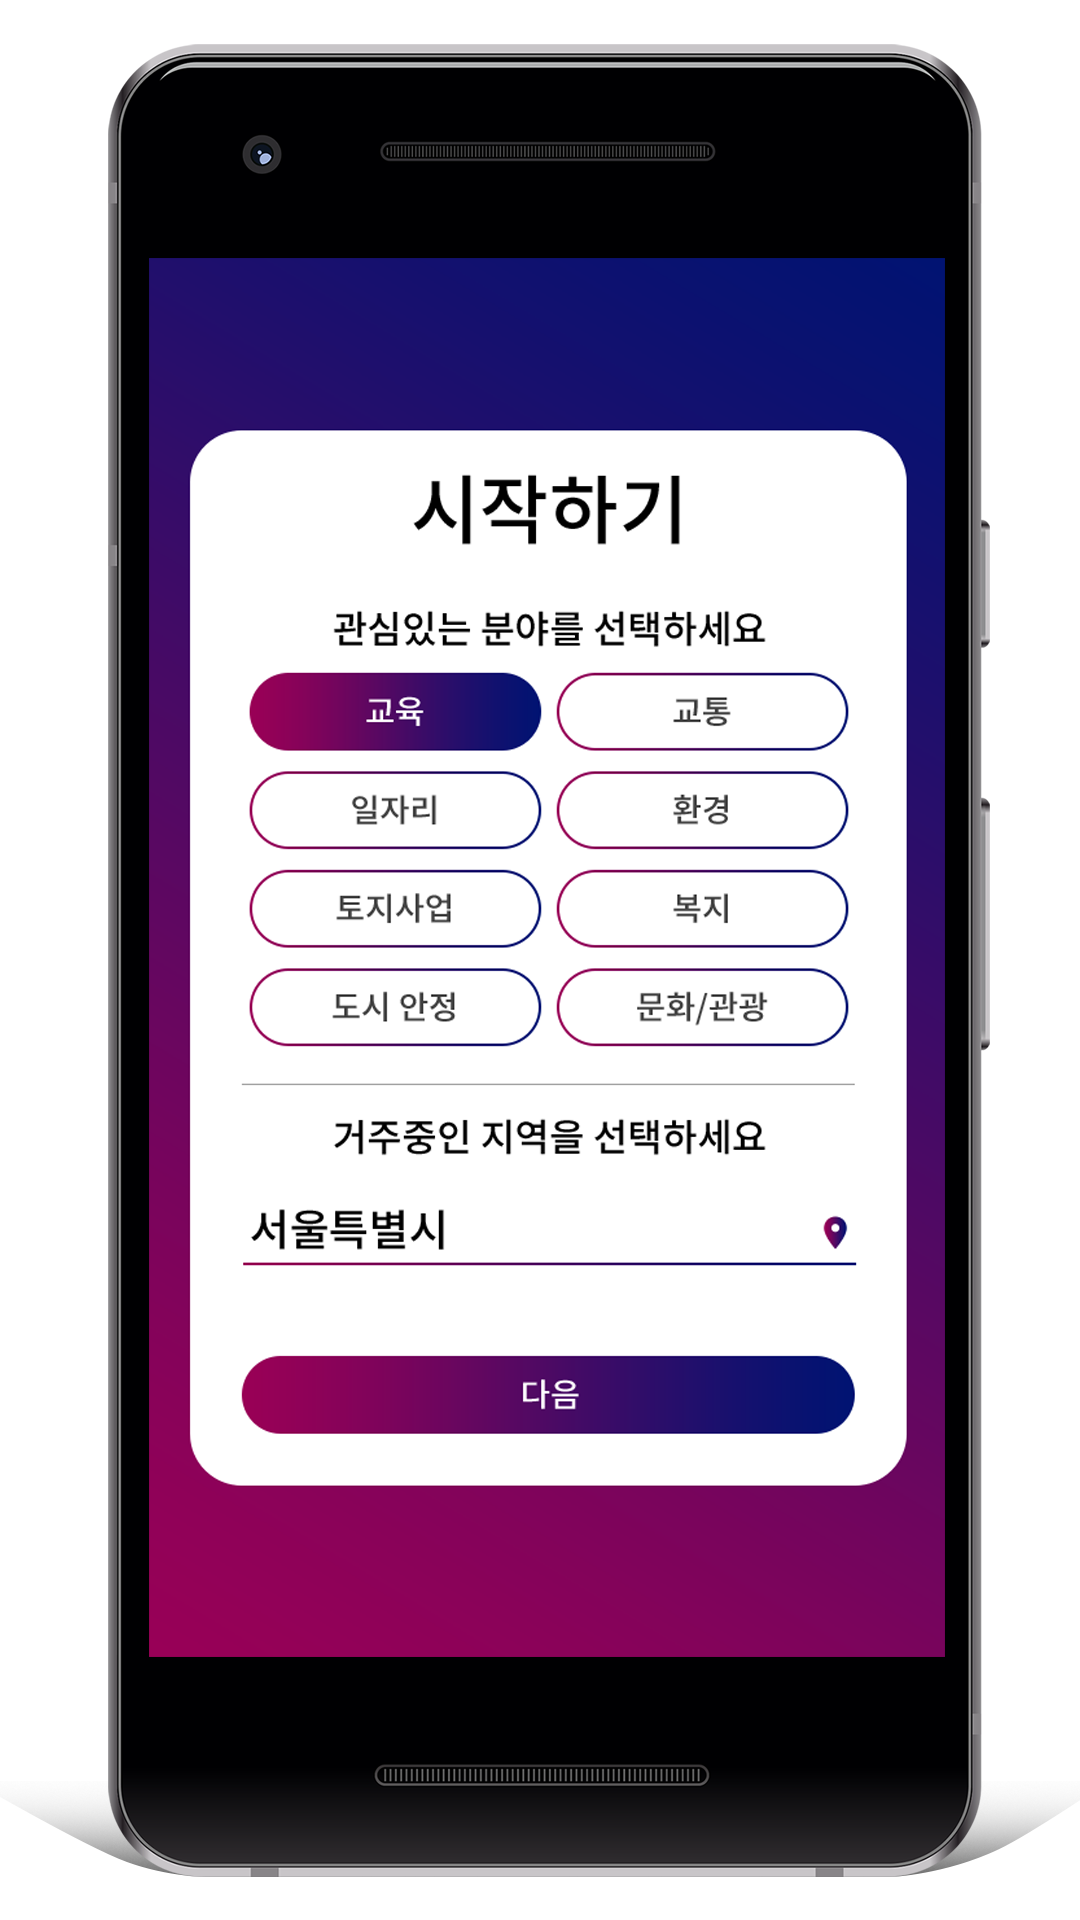 시작하기
관심있는 분야를 선택하세요
교육
교통
일자리
환경
토지사업
복지
도시 안정
문화/관광
거주중인 지역을 선택하세요
서울특별시
다음